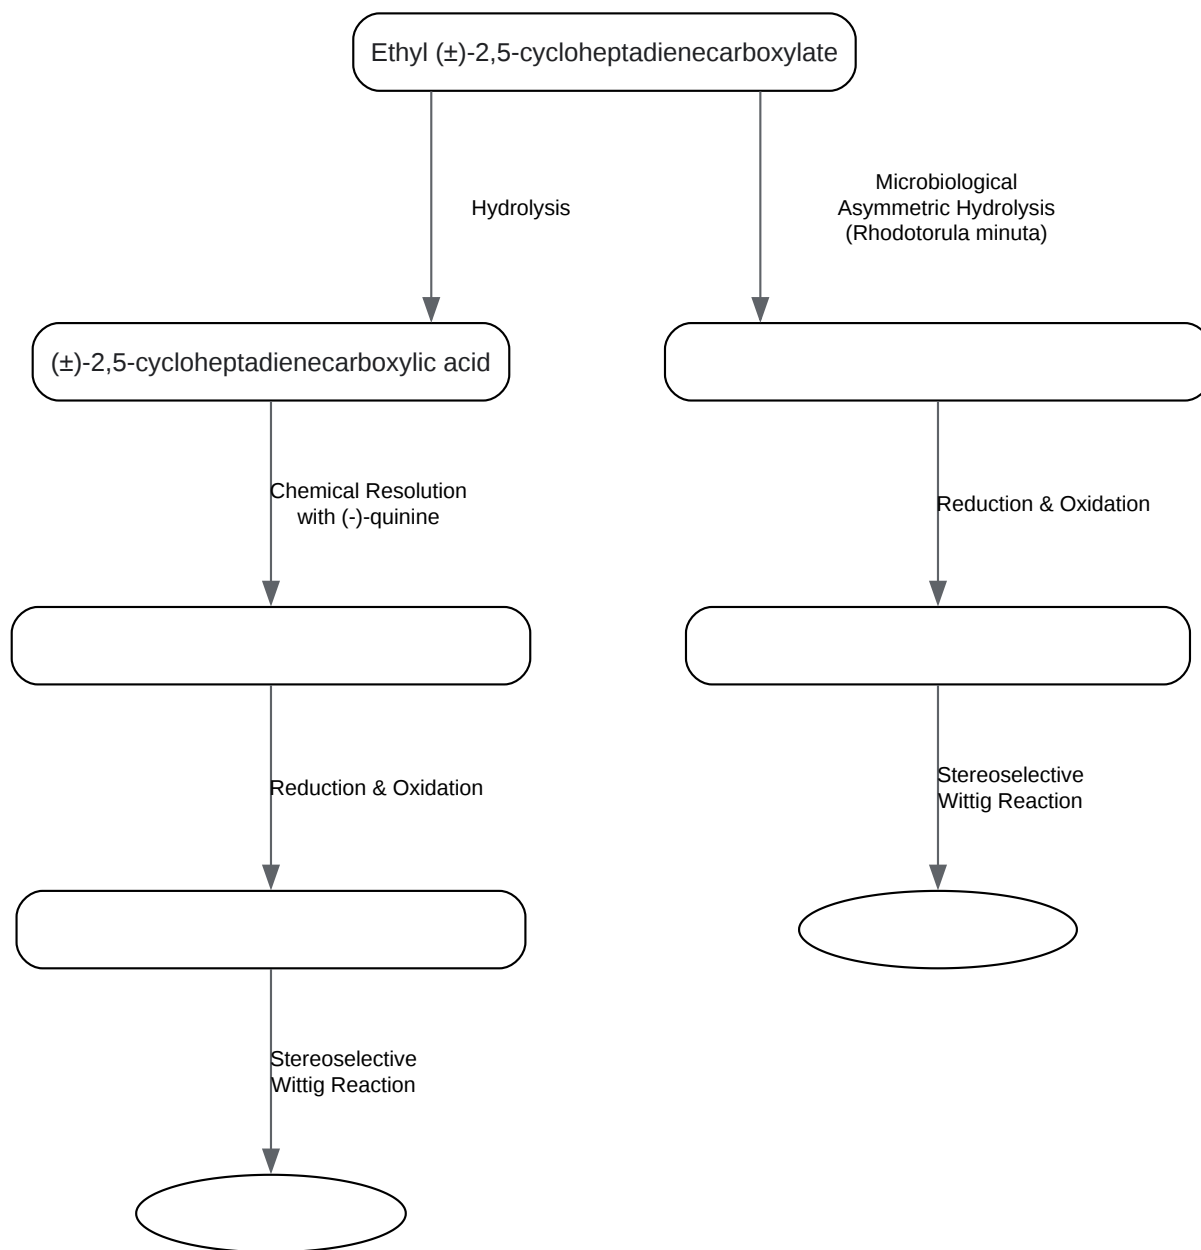 Ethyl (±)-2,5-cycloheptadienecarboxylate
Hydrolysis
Microbiological
Asymmetric Hydrolysis
(Rhodotorula minuta)
(±)-2,5-cycloheptadienecarboxylic acid
Chemical Resolution
with (-)-quinine
Reduction & Oxidation
Reduction & Oxidation
Stereoselective
Wittig Reaction
Stereoselective
Wittig Reaction